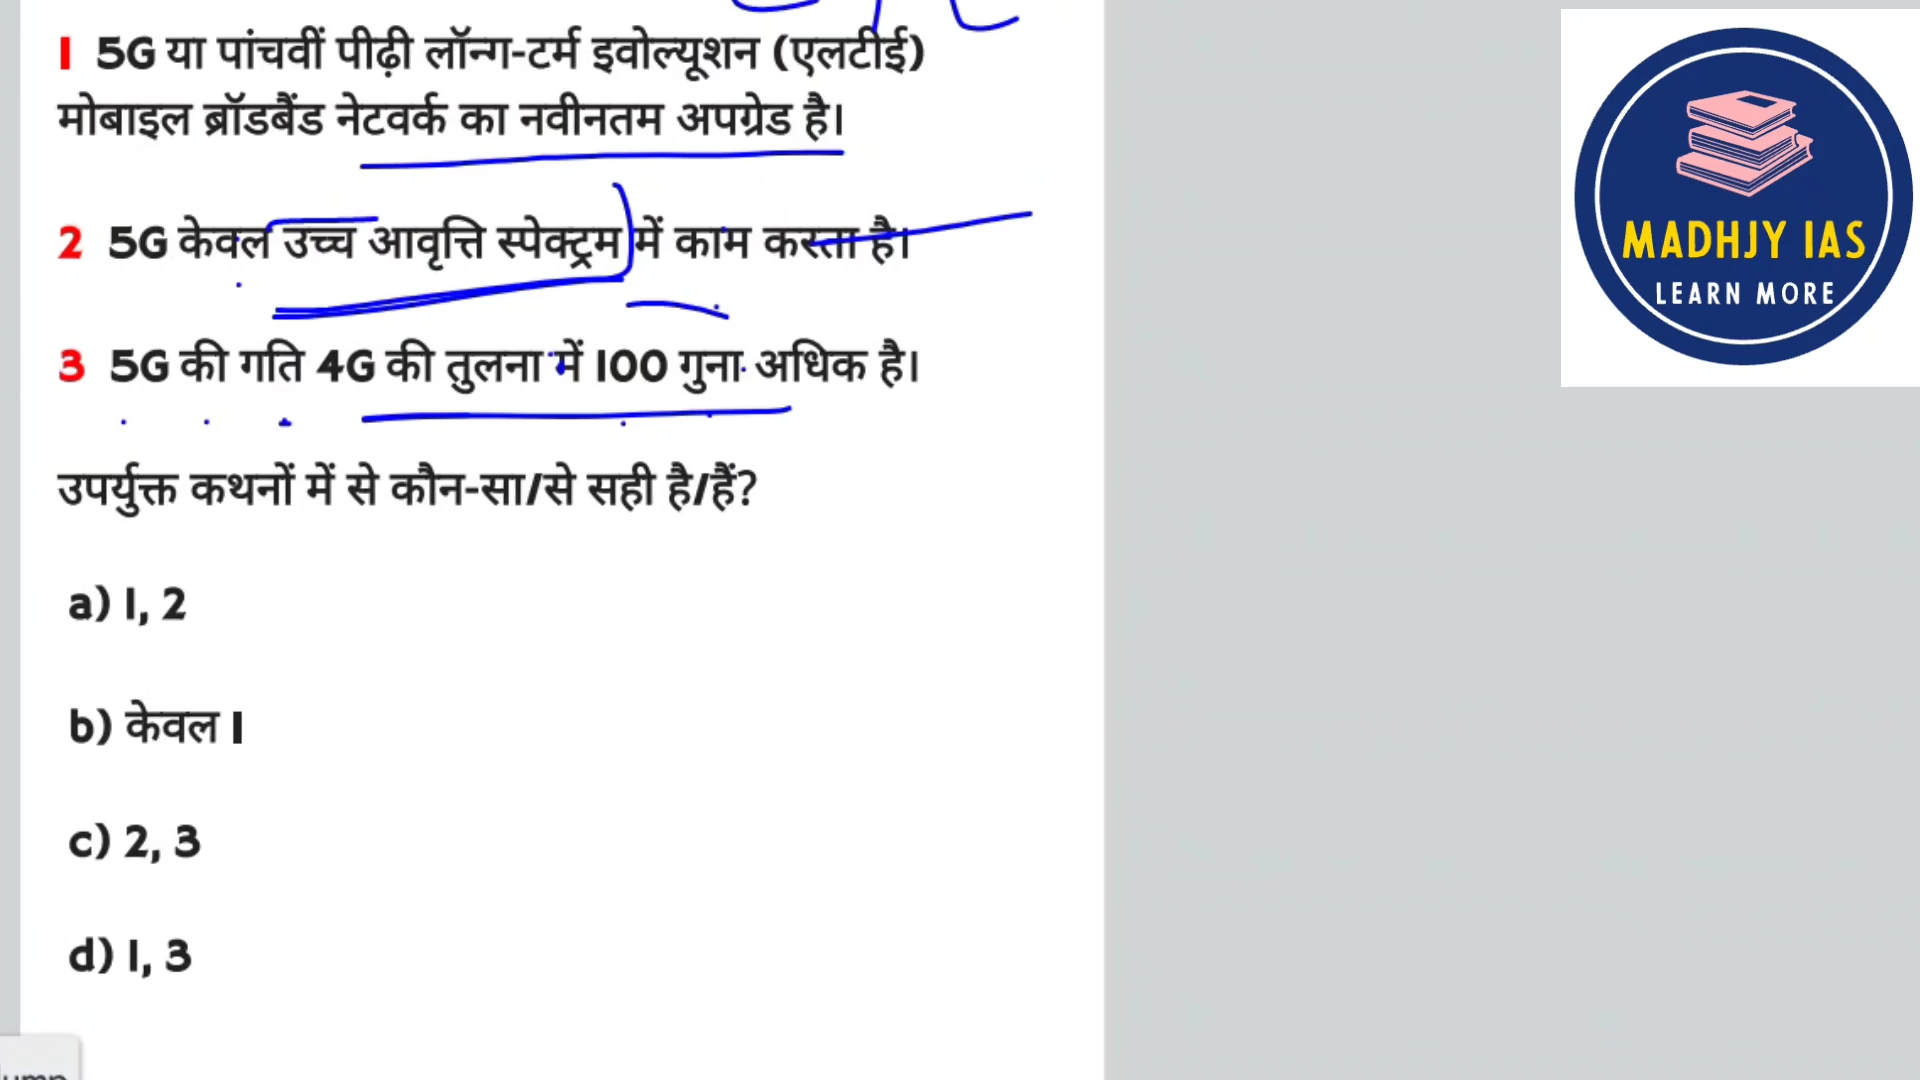 1 5G या पांचवीं पीढ़ी लॉन्ग-टर्म इवोल्यूशन (एलटीई)
मोबाइल ब्रॉडबैंड नेटवर्क का नवीनतम अपग्रेड है।
2 5G केवल उच्च आवृत्ति स्पेक्ट्रम में काम करता है।
3 5G की गति 4G की तुलना में 100 गुना अधिक है।
उपर्युक्त कथनों में से कौन-सा/से सही है/हैं?
a) 1, 2
b) केवल 1
c) 2, 3
d) 1, 3
MADHJY IAS
LEARN MORE